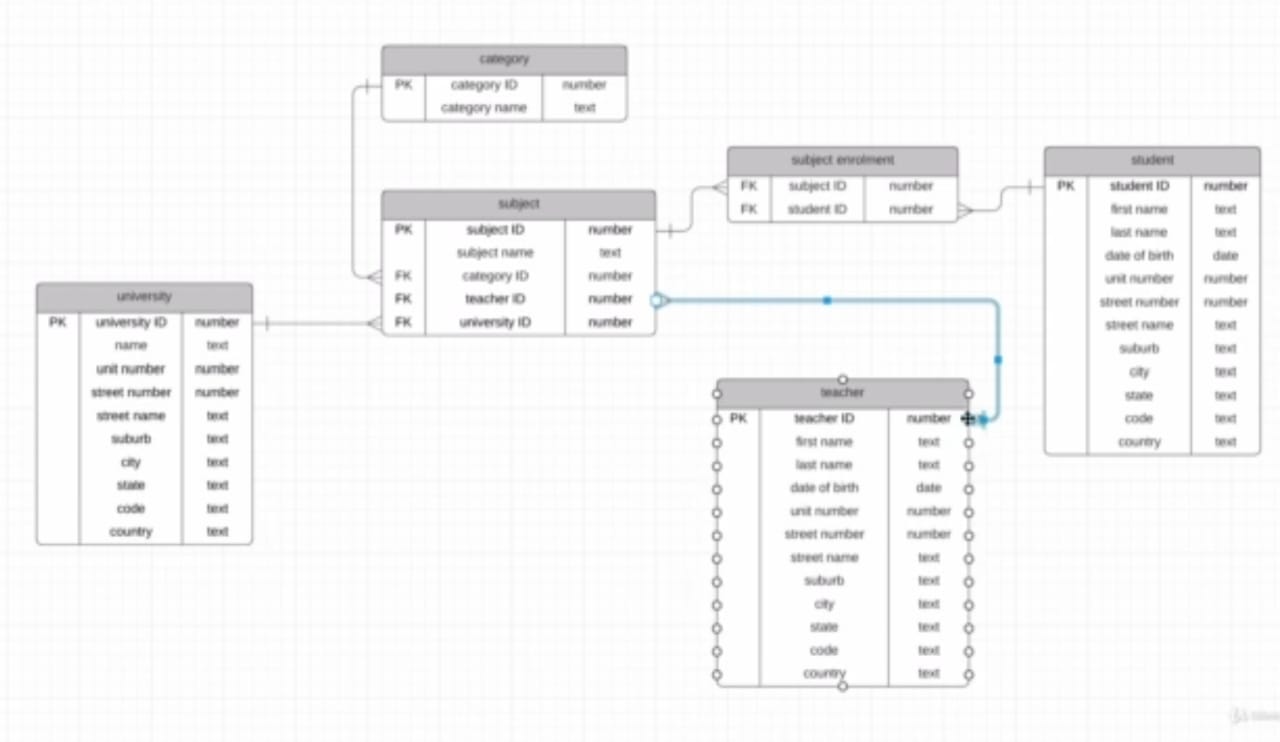 category
PK category ID number
category name text
subject enrolment
FK subject ID number
FK student ID number
student
PK student ID number
first name text
last name text
date of birth date
unit number number
street number number
street name text
suburb text
city text
state text
code text
country text
subject
PK subject ID number
subject name text
FK category ID number
FK teacher ID number
FK university ID number
university
PK university ID number
name text
unit number number
street number number
street name text
suburb text
city text
state text
code text
country text
teacher
PK teacher ID number
first name text
last name text
date of birth date
unit number number
street number number
street name text
suburb text
city text
state text
code text
country text